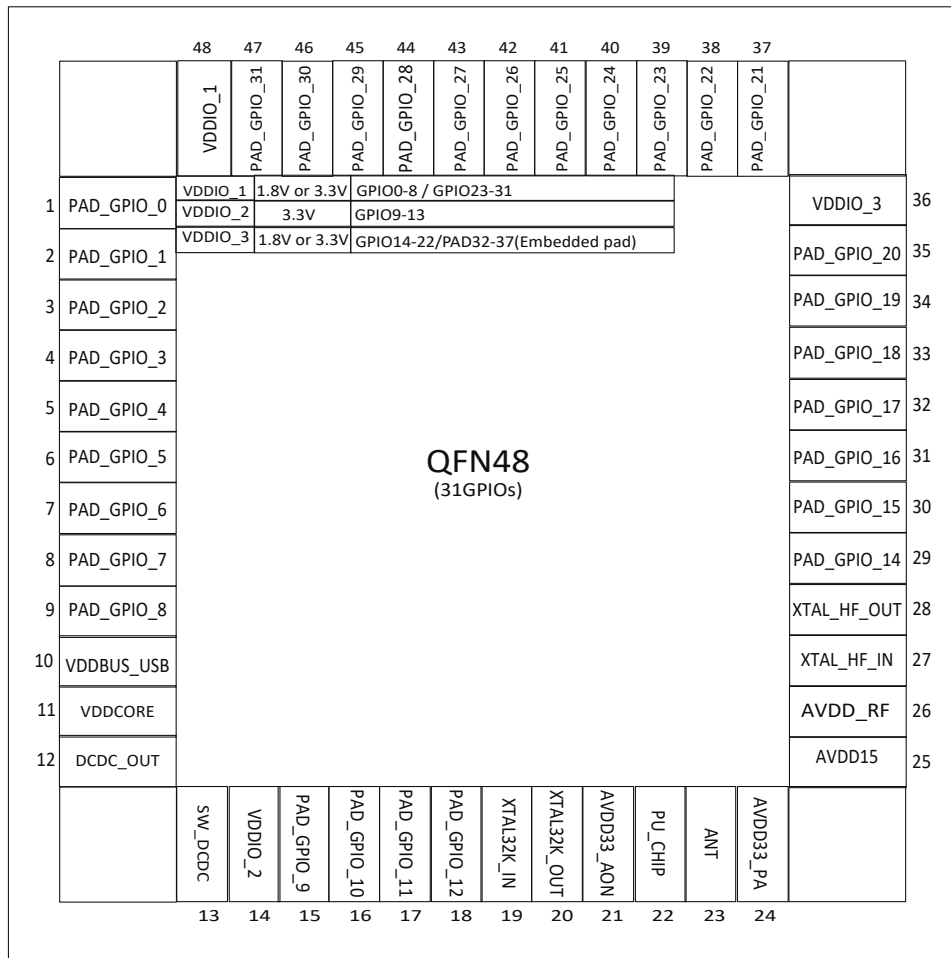 48 47 46 45 44 43 42 41 40 39 38 37
VDDIO_1
PAD_GPIO_31
PAD_GPIO_30
PAD_GPIO_29
PAD_GPIO_28
PAD_GPIO_27
PAD_GPIO_26
PAD_GPIO_25
PAD_GPIO_24
PAD_GPIO_23
PAD_GPIO_22
PAD_GPIO_21
VDDIO_1 1.8V or 3.3V GPIO0-8 / GPIO23-31
VDDIO_2 3.3V GPIO9-13
VDDIO_3 1.8V or 3.3V GPIO14-22/PAD32-37(Embedded pad)
1 PAD_GPIO_0
2 PAD_GPIO_1
3 PAD_GPIO_2
4 PAD_GPIO_3
5 PAD_GPIO_4
6 PAD_GPIO_5
7 PAD_GPIO_6
8 PAD_GPIO_7
9 PAD_GPIO_8
10 VDDBUS_USB
11 VDDCORE
12 DCDC_OUT
QFN48
(31GPIOs)
VDDIO_3 36
PAD_GPIO_20 35
PAD_GPIO_19 34
PAD_GPIO_18 33
PAD_GPIO_17 32
PAD_GPIO_16 31
PAD_GPIO_15 30
PAD_GPIO_14 29
XTAL_HF_OUT 28
XTAL_HF_IN 27
AVDD_RF 26
AVDD15 25
SW_DCDC
VDDIO_2
PAD_GPIO_9
PAD_GPIO_10
PAD_GPIO_11
PAD_GPIO_12
XTAL32K_IN
XTAL32K_OUT
AVDD33_AON
PU_CHIP
ANT
AVDD33_PA
13 14 15 16 17 18 19 20 21 22 23 24